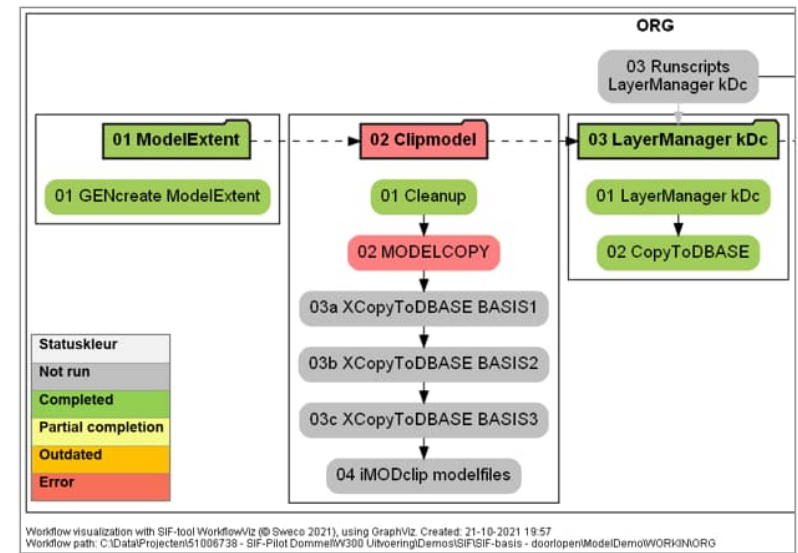 ORG
03 Runscripts
LayerManager kDc
01 ModelExtent
02 Clipmodel
03 LayerManager kDc
01 GENcreate ModelExtent
01 Cleanup
01 LayerManager kDc
02 MODELCOPY
02 CopyToDBASE
03a XCopyToDBASE BASIS1
03b XCopyToDBASE BASIS2
03c XCopyToDBASE BASIS3
04 iMODclip modelfiles
Statuskleur
Not run
Completed
Partial completion
Outdated
Error
Workflow visualization with SIF-tool WorkflowViz (© Sweco 2021), using GraphViz. Created: 21-10-2021 19:57
Workflow path: C:\Data\Projecten\51006738 - SIF-Pilot Dommel\W300 Uitvoering\Demos\SIF\SIF-basis - doorlopen\ModelDemo\WORKIN\ORG